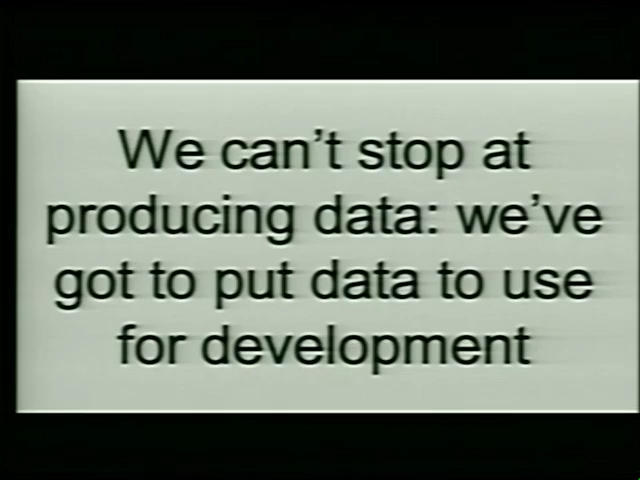 We can’t stop at
producing data: we’ve
got to put data to use
for development